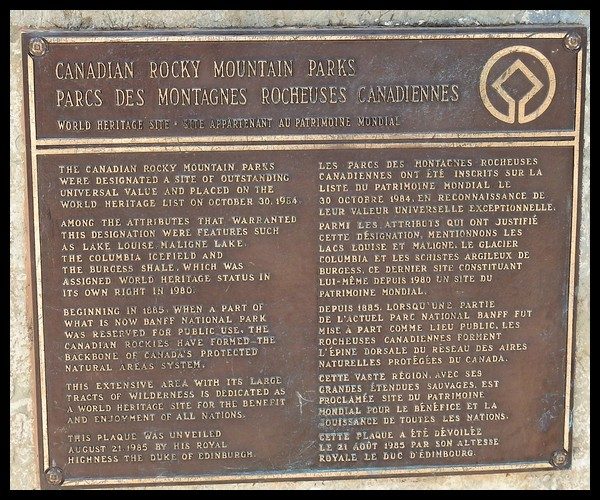 CANADIAN ROCKY MOUNTAIN PARKS
PARCS DES MONTAGNES ROCHEUSES CANADIENNES
WORLD HERITAGE SITE • SITE APPARTENANT AU PATRIMOINE MONDIAL
THE CANADIAN ROCKY MOUNTAIN PARKS
WERE DESIGNATED A SITE OF OUTSTANDING
UNIVERSAL VALUE AND PLACED ON THE
WORLD HERITAGE LIST ON OCTOBER 30, 1984.
AMONG THE ATTRIBUTES THAT WARRANTED
THIS DESIGNATION WERE FEATURES SUCH
AS LAKE LOUISE, MALIGNE LAKE,
THE COLUMBIA ICEFIELD AND
THE BURGESS SHALE, WHICH WAS
ASSIGNED WORLD HERITAGE STATUS IN
ITS OWN RIGHT IN 1980.
BEGINNING IN 1885, WHEN A PART OF
WHAT IS NOW BANFF NATIONAL PARK
WAS RESERVED FOR PUBLIC USE, THE
CANADIAN ROCKIES HAVE FORMED THE
BACKBONE OF CANADA'S PROTECTED
NATURAL AREAS SYSTEM.
THIS EXTENSIVE AREA WITH ITS LARGE
TRACTS OF WILDERNESS IS DEDICATED AS
A WORLD HERITAGE SITE FOR THE BENEFIT
AND ENJOYMENT OF ALL NATIONS.
THIS PLAQUE WAS UNVEILED
AUGUST 21, 1985 BY HIS ROYAL
HIGHNESS THE DUKE OF EDINBURGH.
LES PARCS DES MONTAGNES ROCHEUSES
CANADIENNES ONT ÉTÉ INSCRITS SUR LA
LISTE DU PATRIMOINE MONDIAL LE
30 OCTOBRE 1984, EN RECONNAISSANCE DE
LEUR VALEUR UNIVERSELLE EXCEPTIONNELLE.
PARMI LES ATTRIBUTS QUI ONT JUSTIFIÉ
CETTE DÉSIGNATION, MENTIONNONS LES
LACS LOUISE ET MALIGNE, LE GLACIER
COLUMBIA ET LES SCHISTES ARGILEUX DE
BURGESS, CE DERNIER SITE CONSTITUANT
LUI-MÊME DEPUIS 1980 UN SITE DU
PATRIMOINE MONDIAL.
DEPUIS 1885, LORSQU'UNE PARTIE
DE L'ACTUEL PARC NATIONAL BANFF FUT
MISE À PART COMME LIEU PUBLIC, LES
ROCHEUSES CANADIENNES FORMENT
L'ÉPINE DORSALE DU RÉSEAU DES AIRES
NATURELLES PROTÉGÉES DU CANADA.
CETTE VASTE RÉGION, AVEC SES
GRANDES ÉTENDUES SAUVAGES, EST
PROCLAMÉE SITE DU PATRIMOINE
MONDIAL POUR LE BÉNÉFICE ET LA
JOUISSANCE DE TOUTES LES NATIONS.
CETTE PLAQUE A ÉTÉ DÉVOILÉE
LE 21 AOÛT 1985 PAR SON ALTESSE
ROYALE LE DUC D'ÉDIMBOURG.